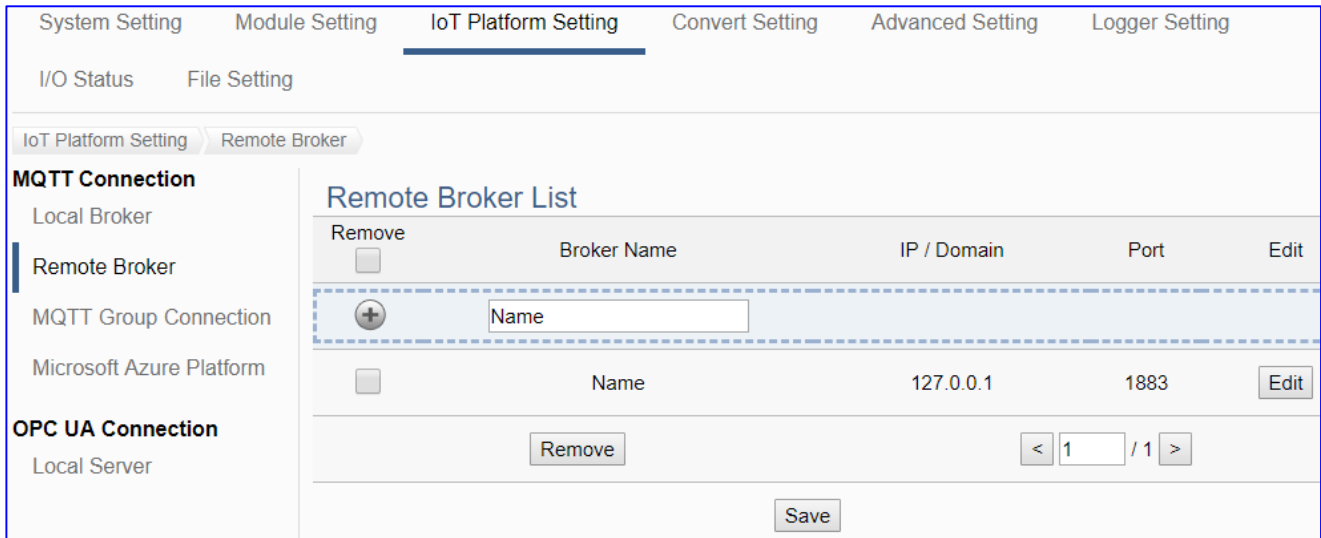 System Setting Module Setting IoT Platform Setting Convert Setting Advanced Setting Logger Setting
I/O Status File Setting
IoT Platform Setting Remote Broker
MQTT Connection
Local Broker
Remote Broker
MQTT Group Connection
Microsoft Azure Platform
OPC UA Connection
Local Server
Remote Broker List
Remove Broker Name IP / Domain Port Edit
Name
Name 127.0.0.1 1883 Edit
Remove < 1 / 1 >
Save